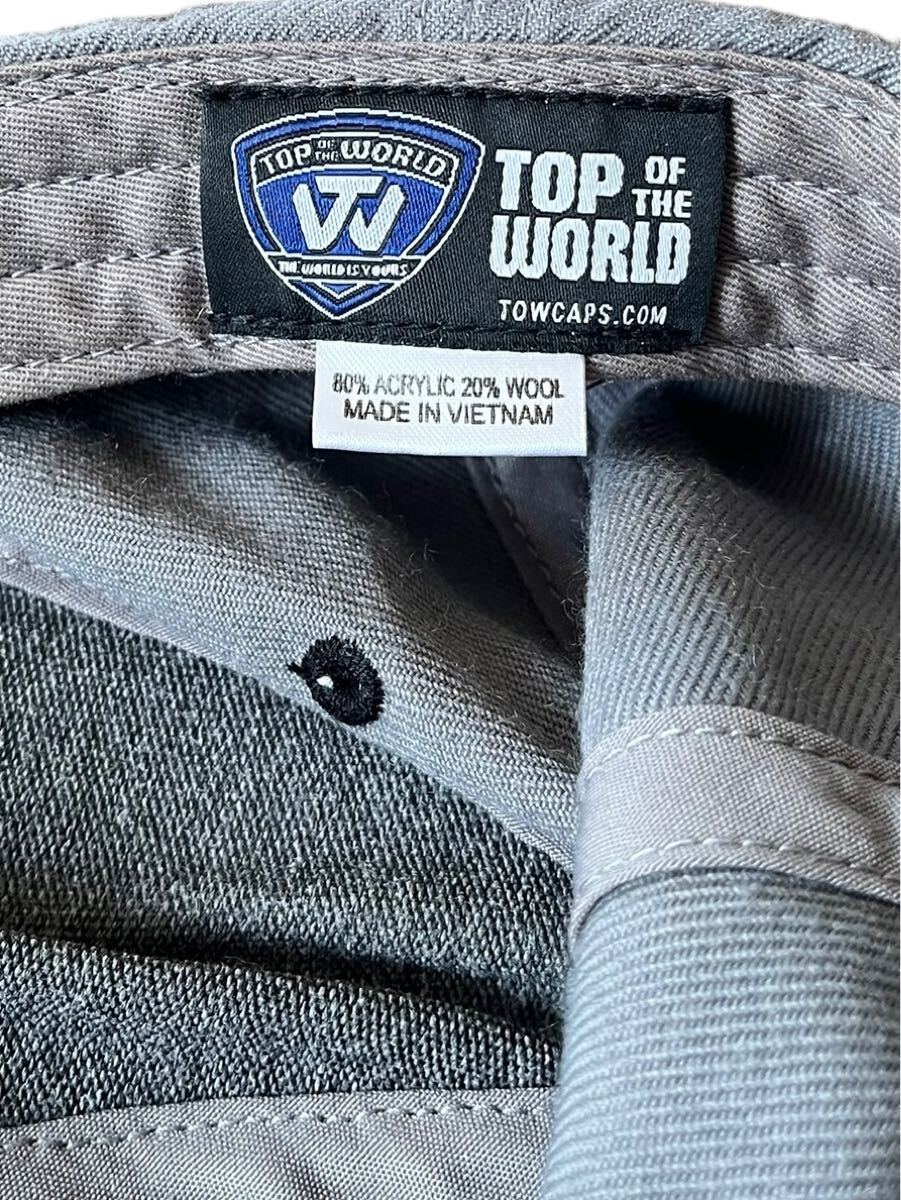 TOP OF THE WORLD
TW
THE WORLD IS YOURS
TOP OF THE
WORLD
TOWCAPS.COM
80% ACRYLIC 20% WOOL
MADE IN VIETNAM